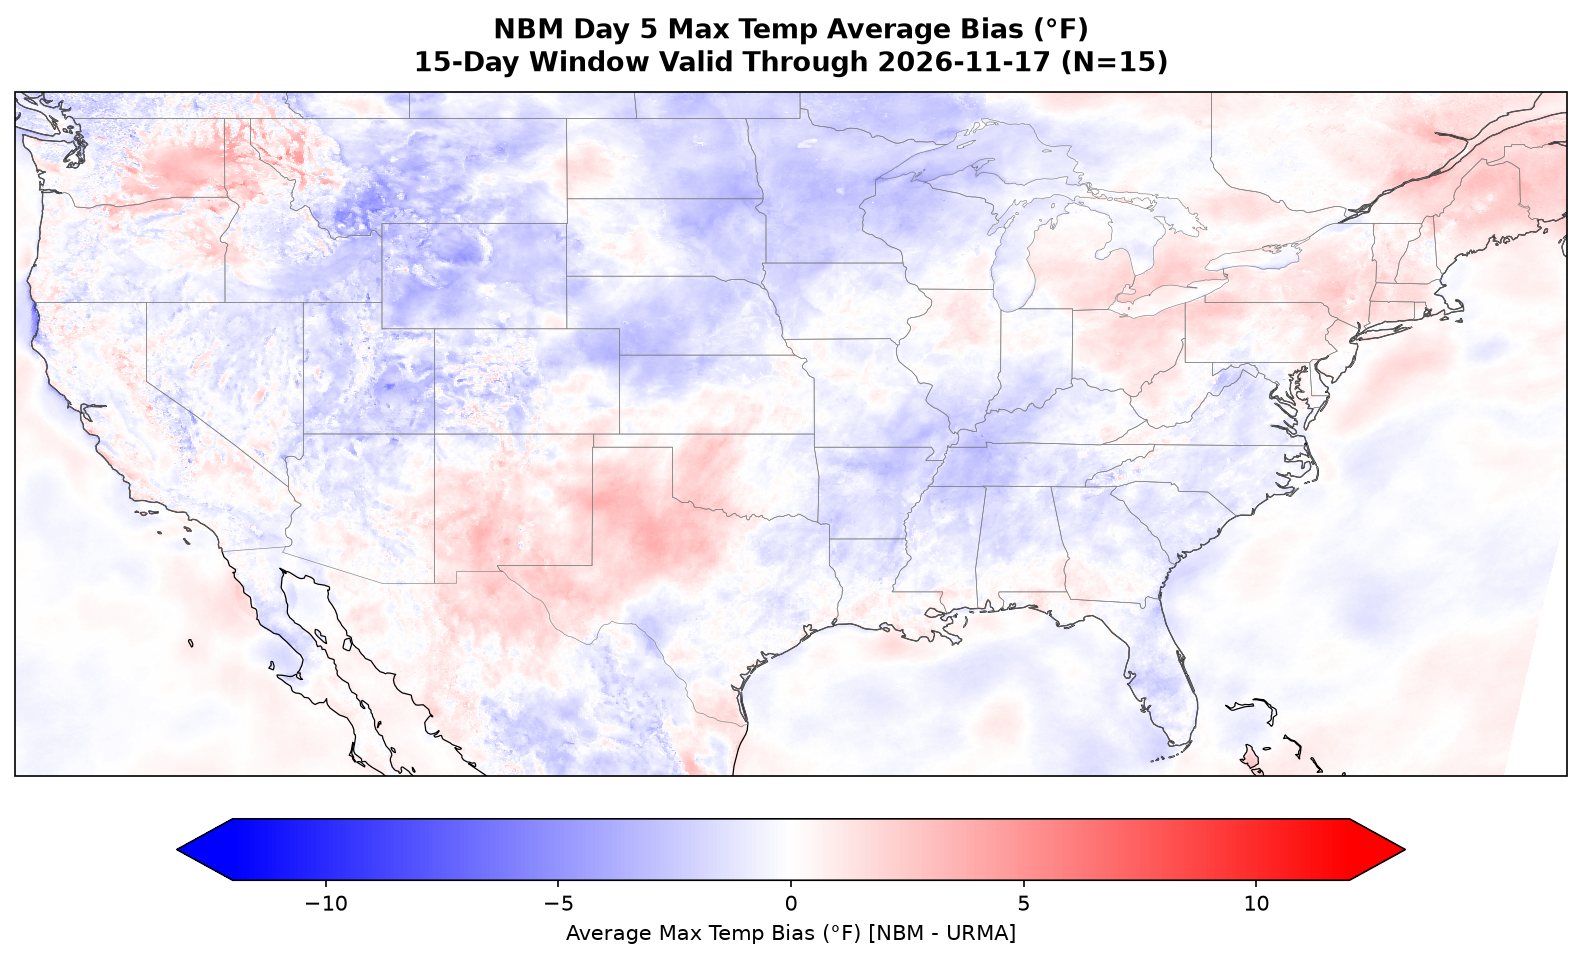 NBM Day 5 Max Temp Average Bias (°F)
15-Day Window Valid Through 2026-11-17 (N=15)
−10 −5 0 5 10
Average Max Temp Bias (°F) [NBM - URMA]